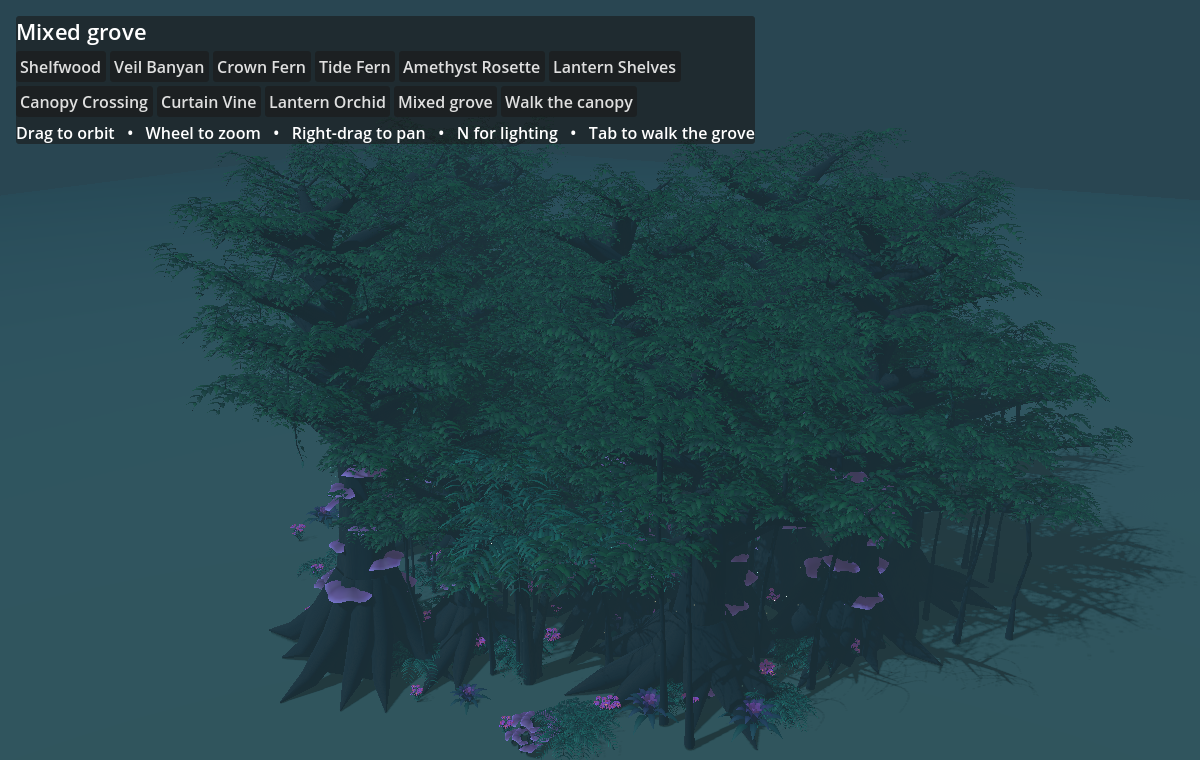 Mixed grove
Shelfwood Veil Banyan Crown Fern Tide Fern Amethyst Rosette Lantern Shelves
Canopy Crossing Curtain Vine Lantern Orchid Mixed grove Walk the canopy
Drag to orbit • Wheel to zoom • Right-drag to pan • N for lighting • Tab to walk the grove